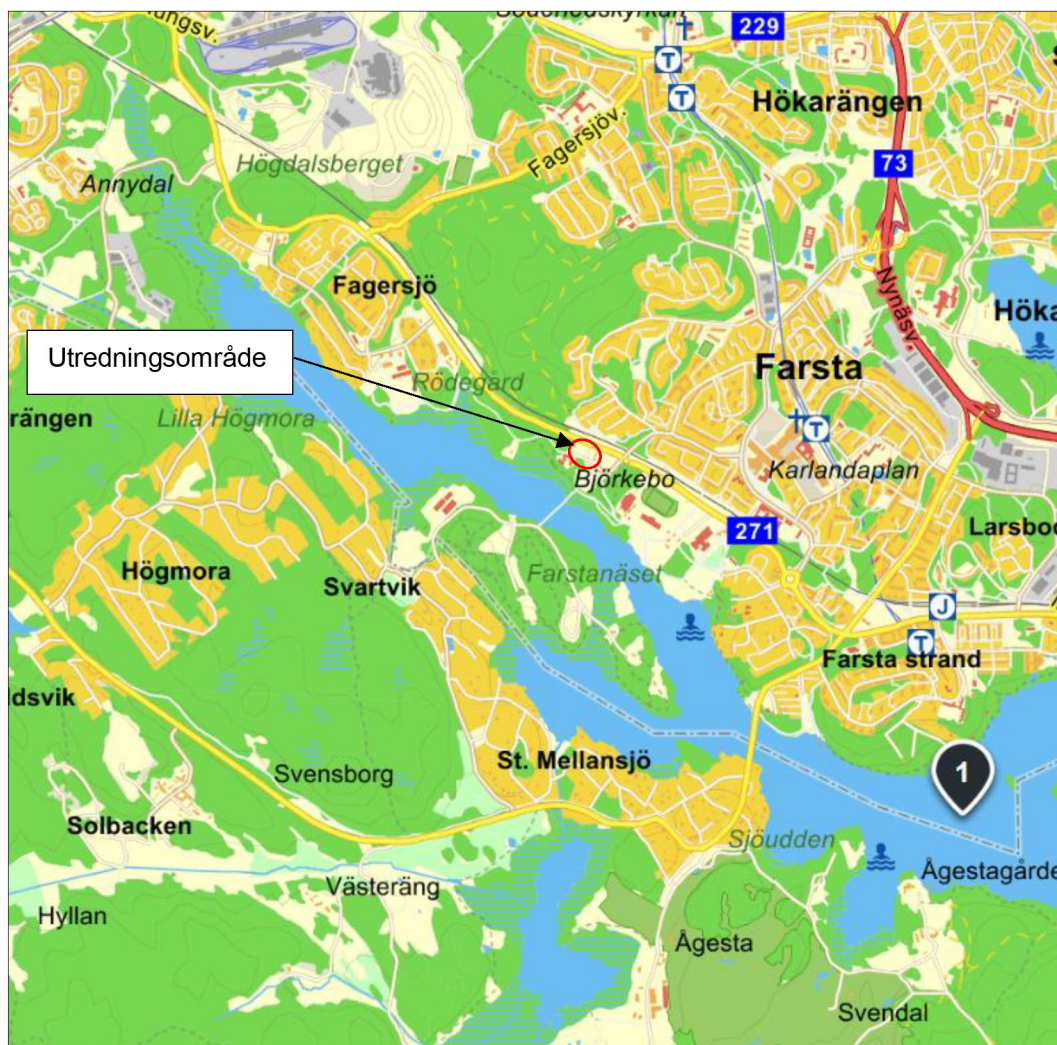 229
T
T
Hökarängen
Fagersjöv.
Högdalsberget
73
Annydal
Nynäsv.
Fagersjö
Utredningsområde
Farsta
Rödegård
Lilla Högmora
T
Karlandaplan
Björkebo
271
Högmora
Svartvik
Farstanäset
J
T
Farsta strand
St. Mellansjö
Svensborg
1
Solbacken
Sjöudden
Västeräng
Hyllan
Ågesta
Svendal